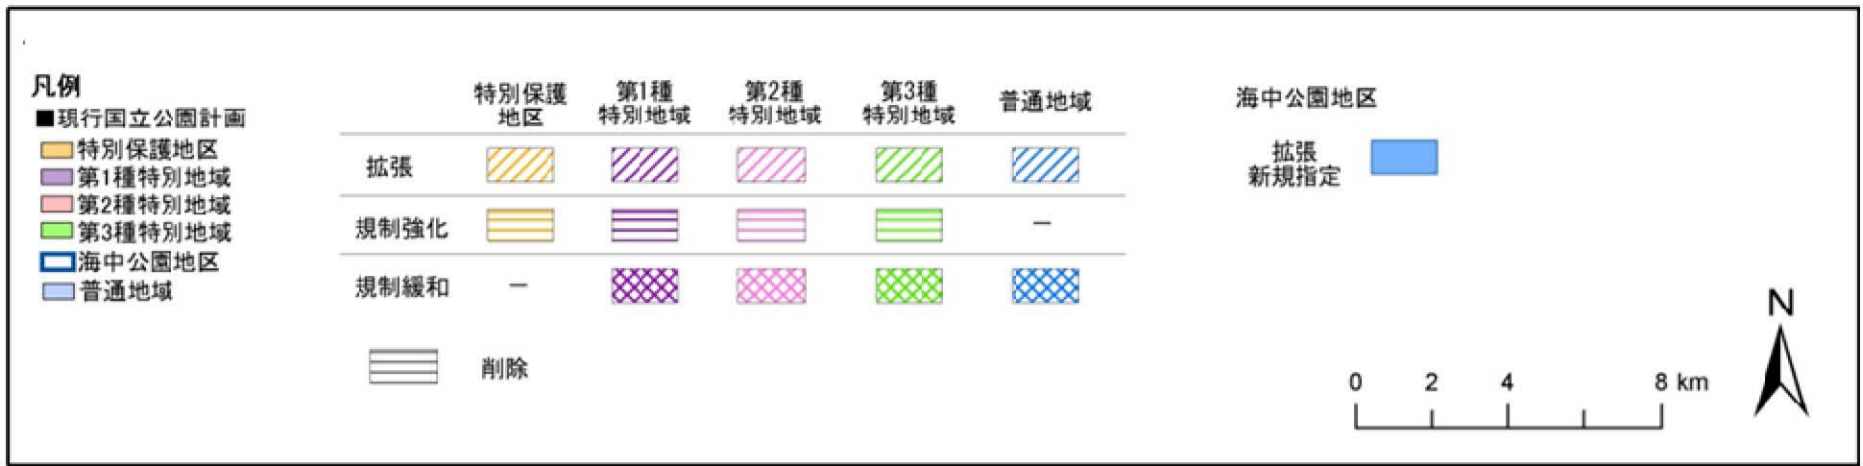 凡例
■現行国立公園計画
特別保護地区
第1種特別地域
第2種特別地域
第3種特別地域
海中公園地区
普通地域
特別保護
地区
第1種
特別地域
第2種
特別地域
第3種
特別地域
普通地域
拡張
規制強化
－
規制緩和
－
削除
海中公園地区
拡張
新規指定
N
0 2 4 8 km